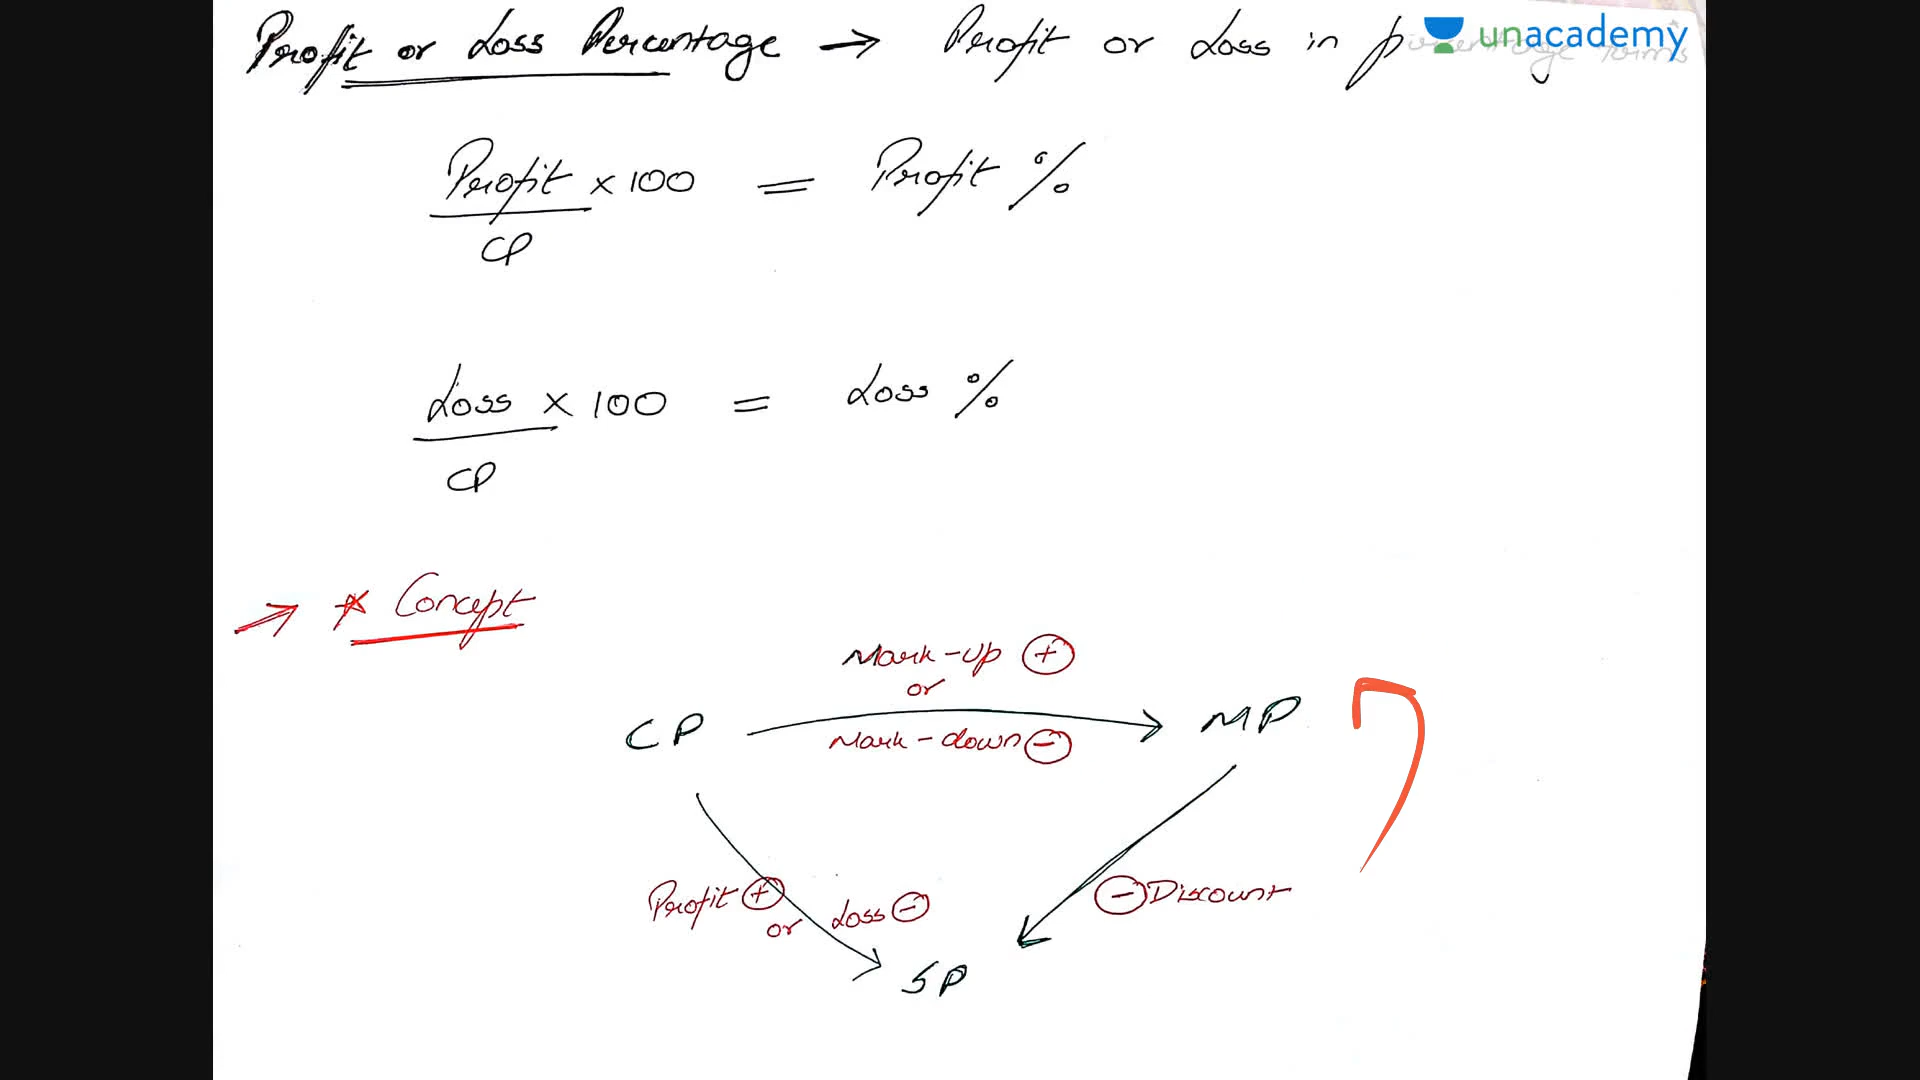 Profit or Loss Percentage → Profit or Loss in
unacademy
Profit × 100 = Profit %
CP
Loss × 100 = Loss %
CP
→ * Concept
Mark-up +
or
CP → MP
Mark-down -
Profit + or Loss -
- Discount
SP